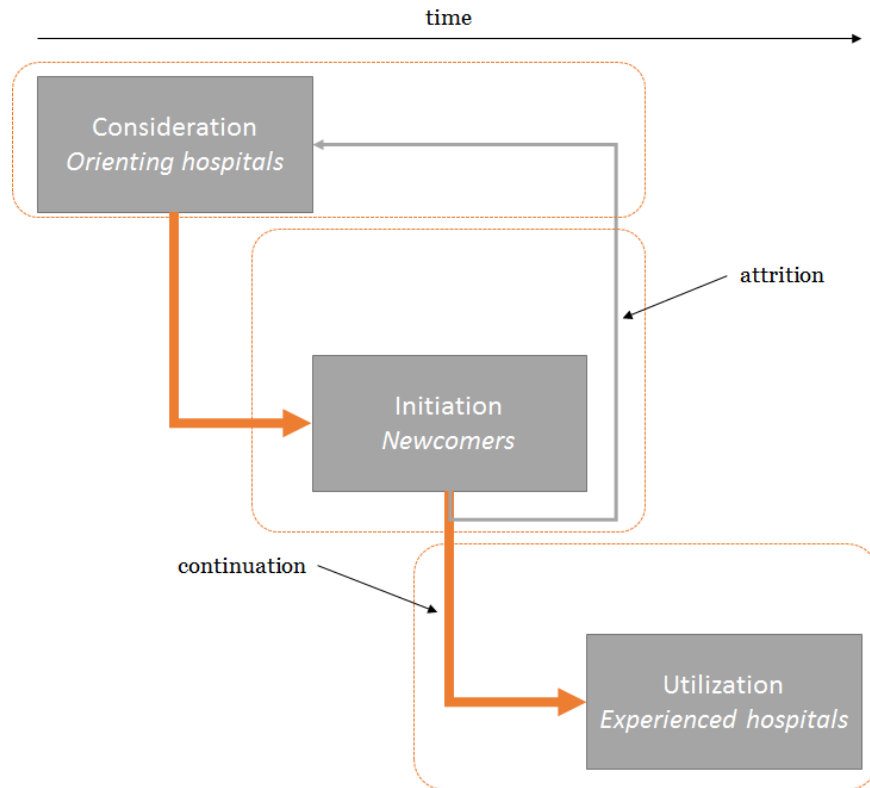 time
Consideration
Orienting hospitals
attrition
Initiation
Newcomers
continuation
Utilization
Experienced hospitals